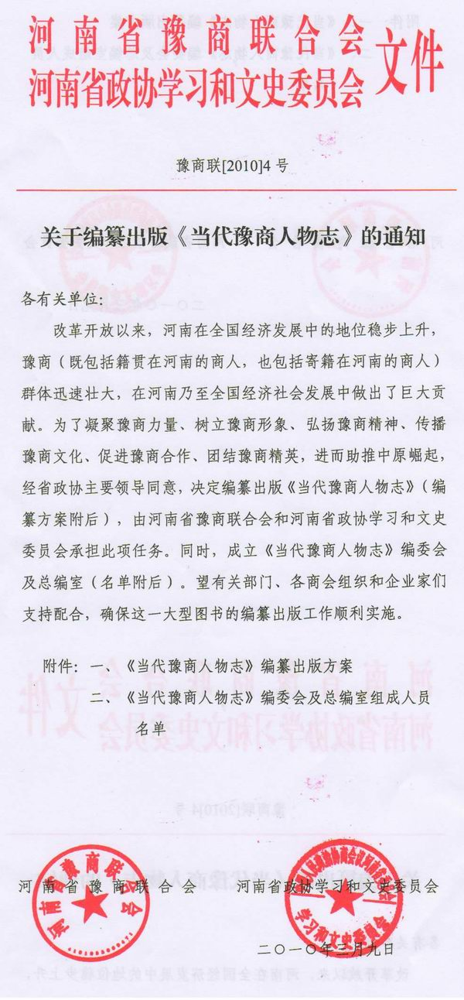 河南省豫商联合会
河南省政协学习和文史委员会
文件
豫商联[2010]4号
关于编纂出版《当代豫商人物志》的通知
各有关单位：
改革开放以来，河南在全国经济发展中的地位稳步上升，
豫商（既包括籍贯在河南的商人，也包括寄籍在河南的商人）
群体迅速壮大，在河南乃至全国经济社会发展中做出了巨大贡
献。为了凝聚豫商力量、树立豫商形象、弘扬豫商精神、传播
豫商文化、促进豫商合作、团结豫商精英，进而助推中原崛起，
经省政协主要领导同意，决定编纂出版《当代豫商人物志》（编
纂方案附后），由河南省豫商联合会和河南省政协学习和文史
委员会承担此项任务。同时，成立《当代豫商人物志》编委会
及总编室（名单附后）。望有关部门、各商会组织和企业家们
支持配合，确保这一大型图书的编纂出版工作顺利实施。
附件：一、《当代豫商人物志》编纂出版方案
二、《当代豫商人物志》编委会及总编室组成人员
名单
河南省豫商联合会
河南省豫商联合会
河南省政协学习和文史委员会
学习和文史委员会
二〇一〇年三月九日